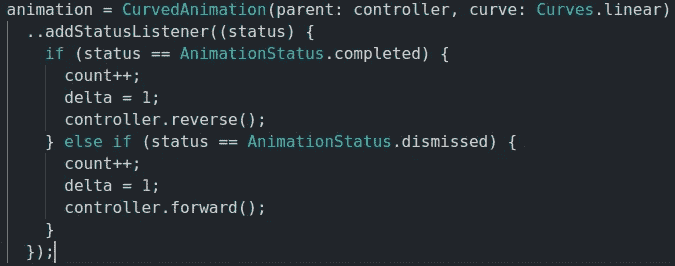 animation = CurvedAnimation(parent: controller, curve: Curves.linear)
  ..addStatusListener((status) {
    if (status == AnimationStatus.completed) {
      count++;
      delta = 1;
      controller.reverse();
    } else if (status == AnimationStatus.dismissed) {
      count++;
      delta = 1;
      controller.forward();
    }
  });